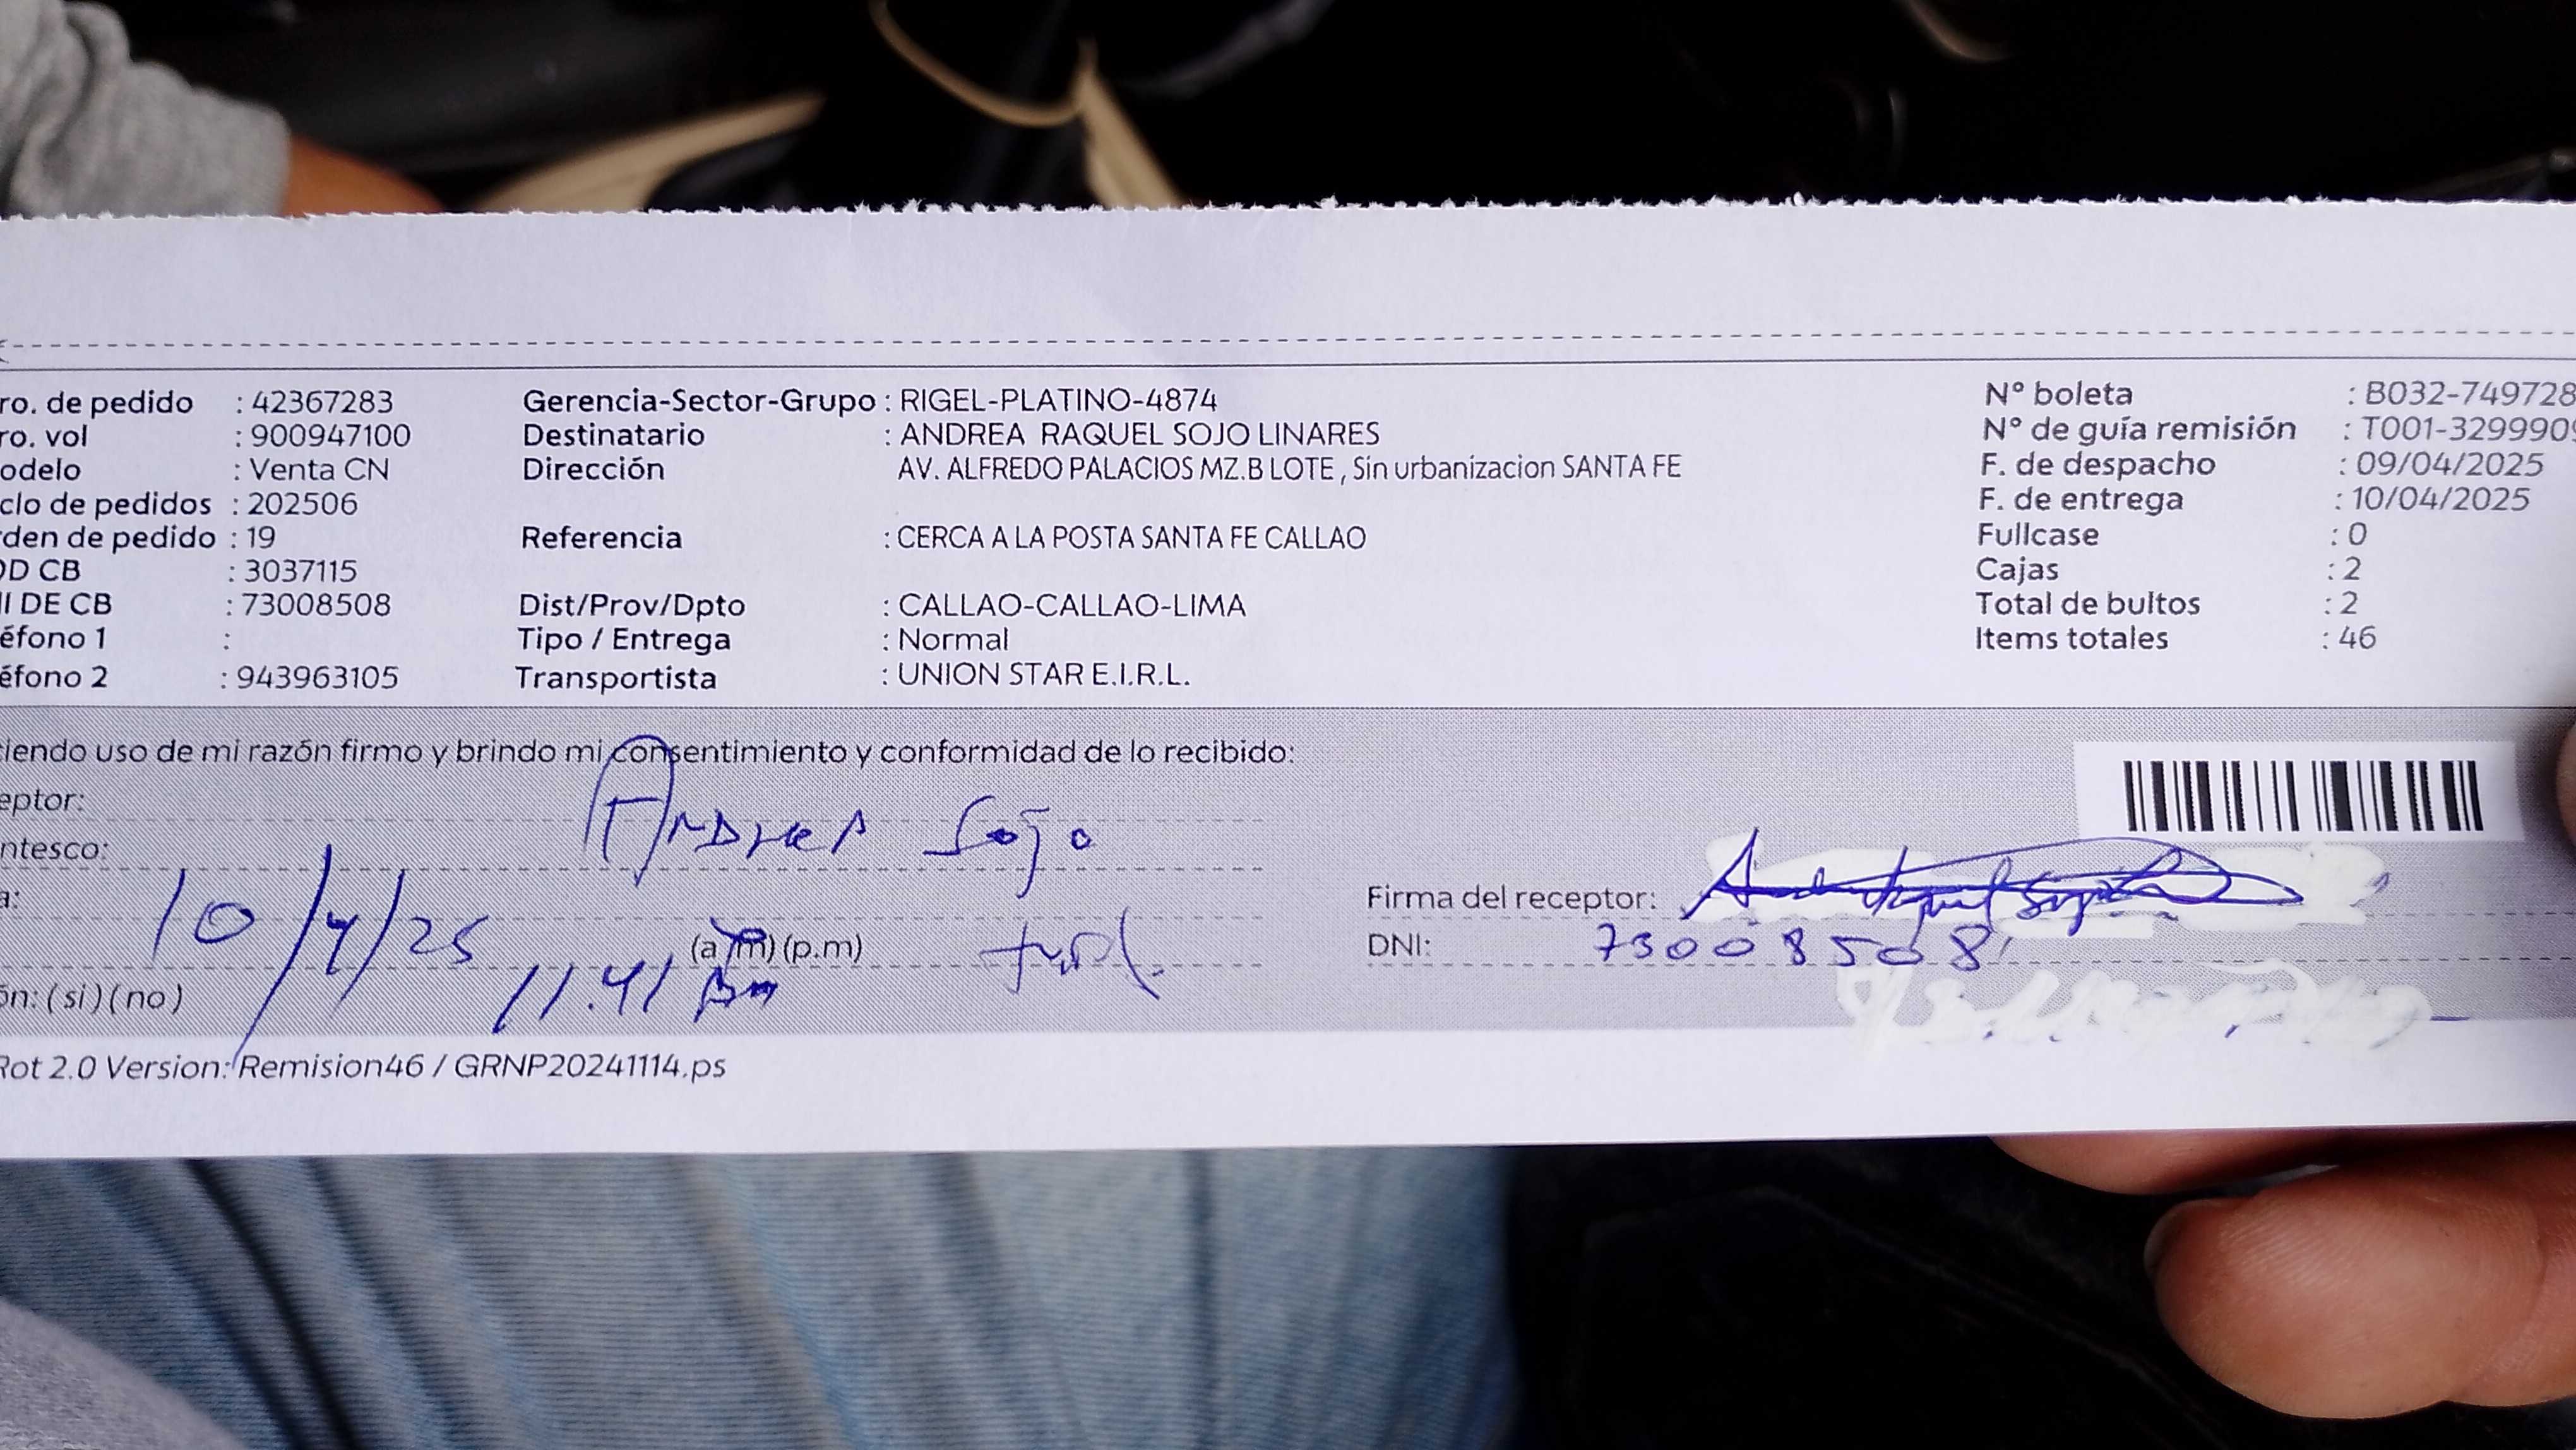 ro. de pedido : 42367283 Gerencia-Sector-Grupo : RIGEL-PLATINO-4874 Nº boleta : B032-749728
ro. vol : 900947100 Destinatario : ANDREA RAQUEL SOJO LINARES Nº de guía remisión : T001-3299909
odelo : Venta CN Dirección AV. ALFREDO PALACIOS MZ.B LOTE , Sin urbanizacion SANTA FE F. de despacho : 09/04/2025
clo de pedidos : 202506 F. de entrega : 10/04/2025
den de pedido : 19 Referencia : CERCA A LA POSTA SANTA FE CALLAO Fullcase : 0
OD CB : 3037115 Cajas : 2
I DE CB : 73008508 Dist/Prov/Dpto : CALLAO-CALLAO-LIMA Total de bultos : 2
éfono 1 : Tipo / Entrega : Normal Items totales : 46
éfono 2 : 943963105 Transportista : UNION STAR E.I.R.L.
iendo uso de mi razón firmo y brindo mi consentimiento y conformidad de lo recibido:
eptor: Andrea Sojo
ntesco:
a: 10/4/25 (a.m) (p.m) Firma del receptor:
11.41 DNI: 73008508
ón: ( si ) ( no )
Rot 2.0 Version: Remision46 / GRNP20241114.ps